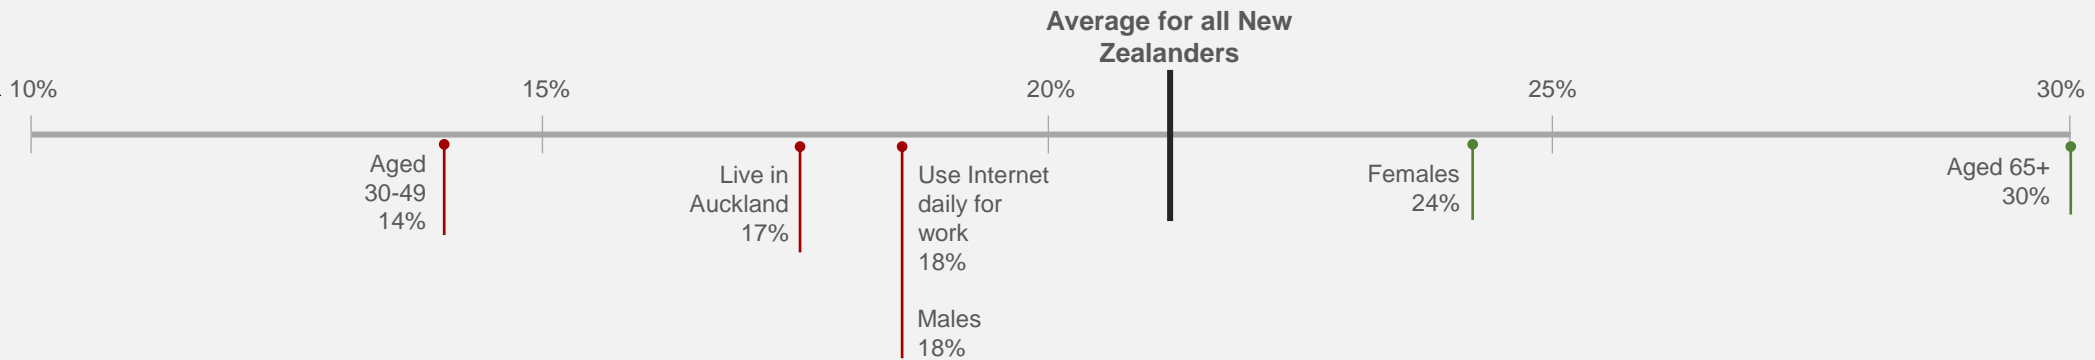 Average for all New
Zealanders
10%
15%
20%
25%
30%
Aged
30-49
14%
Live in
Auckland
17%
Use Internet
daily for
work
18%
Males
18%
Females
24%
Aged 65+
30%